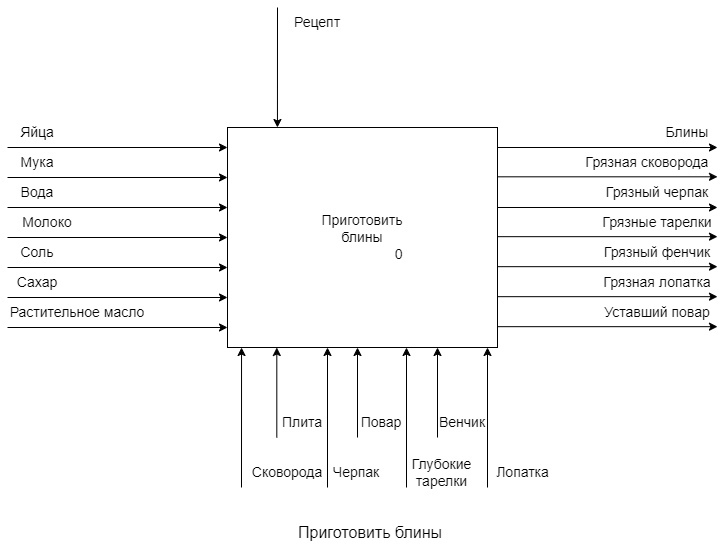 Рецепт
Яйца
Мука
Вода
Молоко
Соль
Сахар
Растительное масло
Приготовить
блины
0
Блины
Грязная сковорода
Грязный черпак
Грязные тарелки
Грязный фенчик
Грязная лопатка
Уставший повар
Плита
Повар
Венчик
Сковорода
Черпак
Глубокие
тарелки
Лопатка
Приготовить блины